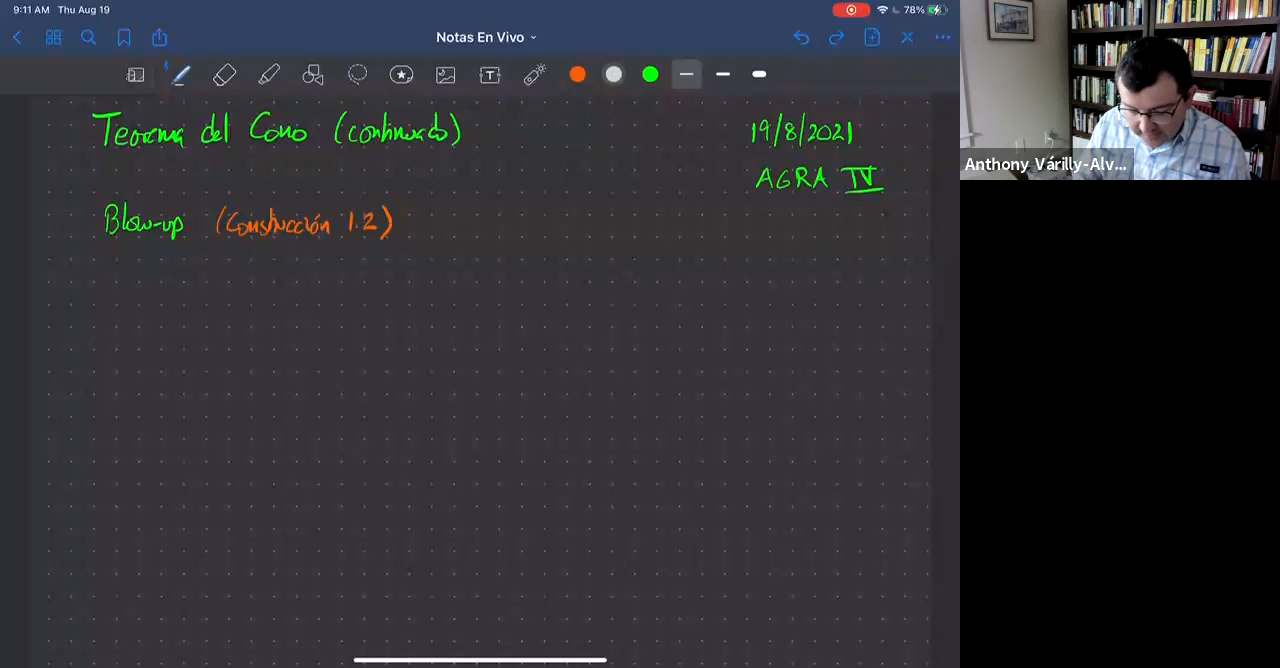 9:11 AM Thu Aug 19
78%
Notas En Vivo
Teorema del Cono (continuado)
19/8/2021
AGRA IV
Blow-up (Construcción 1.2)
Anthony Várilly-Alv...